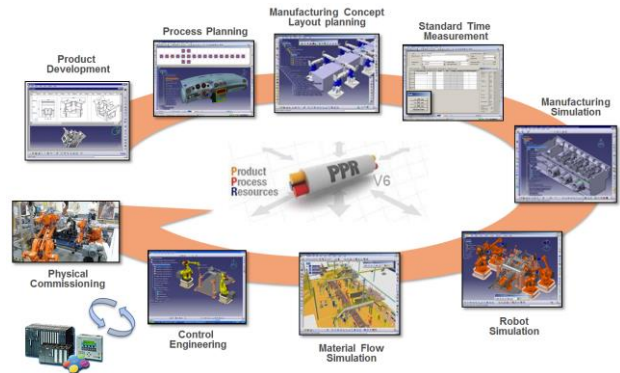 Manufacturing Concept
Layout planning
Process Planning
Standard Time
Measurement
Product
Development
Manufacturing
Simulation
Product
Process
Resources
PPR
V6
Physical
Commissioning
Control
Engineering
Material Flow
Simulation
Robot
Simulation